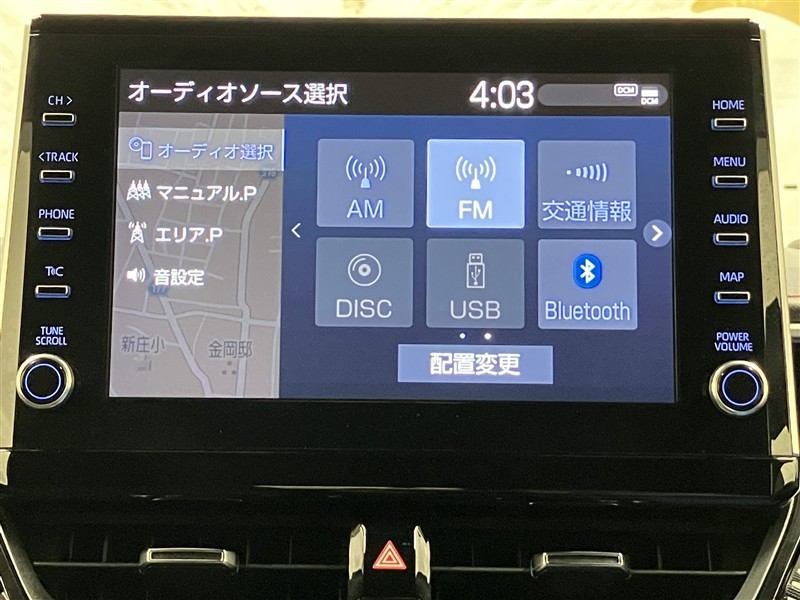 オーディオソース選択 4:03 DCM DCM
CH >
< TRACK
PHONE
TeC
TUNE
SCROLL
オーディオ選択
マニュアル.P
エリア.P
音設定
新庄小 金岡邸
AM FM 交通情報
DISC USB Bluetooth
配置変更
HOME
MENU
AUDIO
MAP
POWER
VOLUME